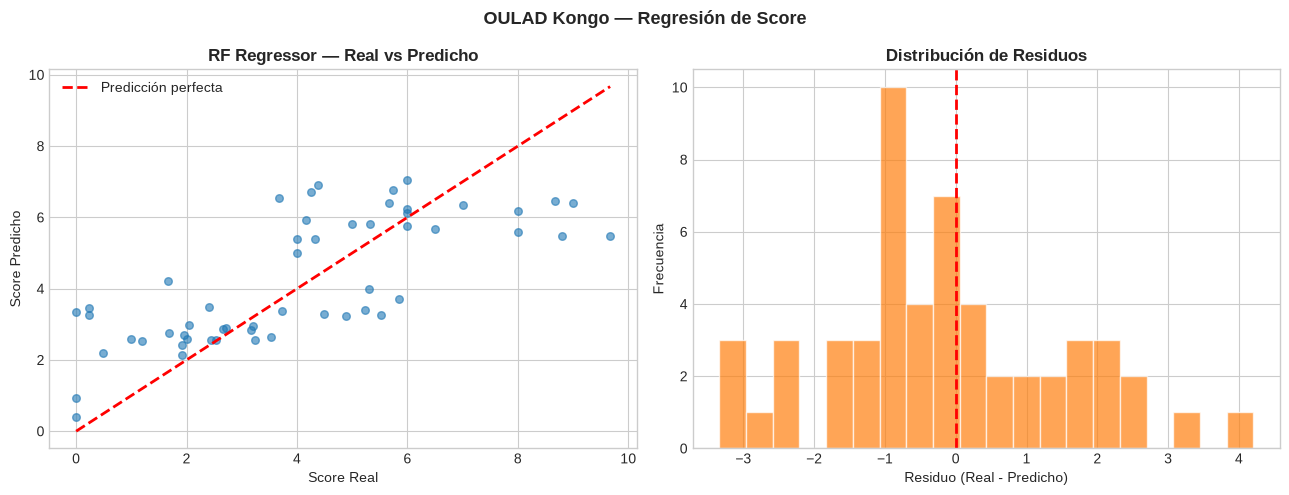 OULAD Kongo — Regresión de Score
RF Regressor — Real vs Predicho
Predicción perfecta
10
8
6
4
2
0
Score Predicho
0 2 4 6 8 10
Score Real
Distribución de Residuos
10
8
6
4
2
0
Frecuencia
−3 −2 −1 0 1 2 3 4
Residuo (Real - Predicho)